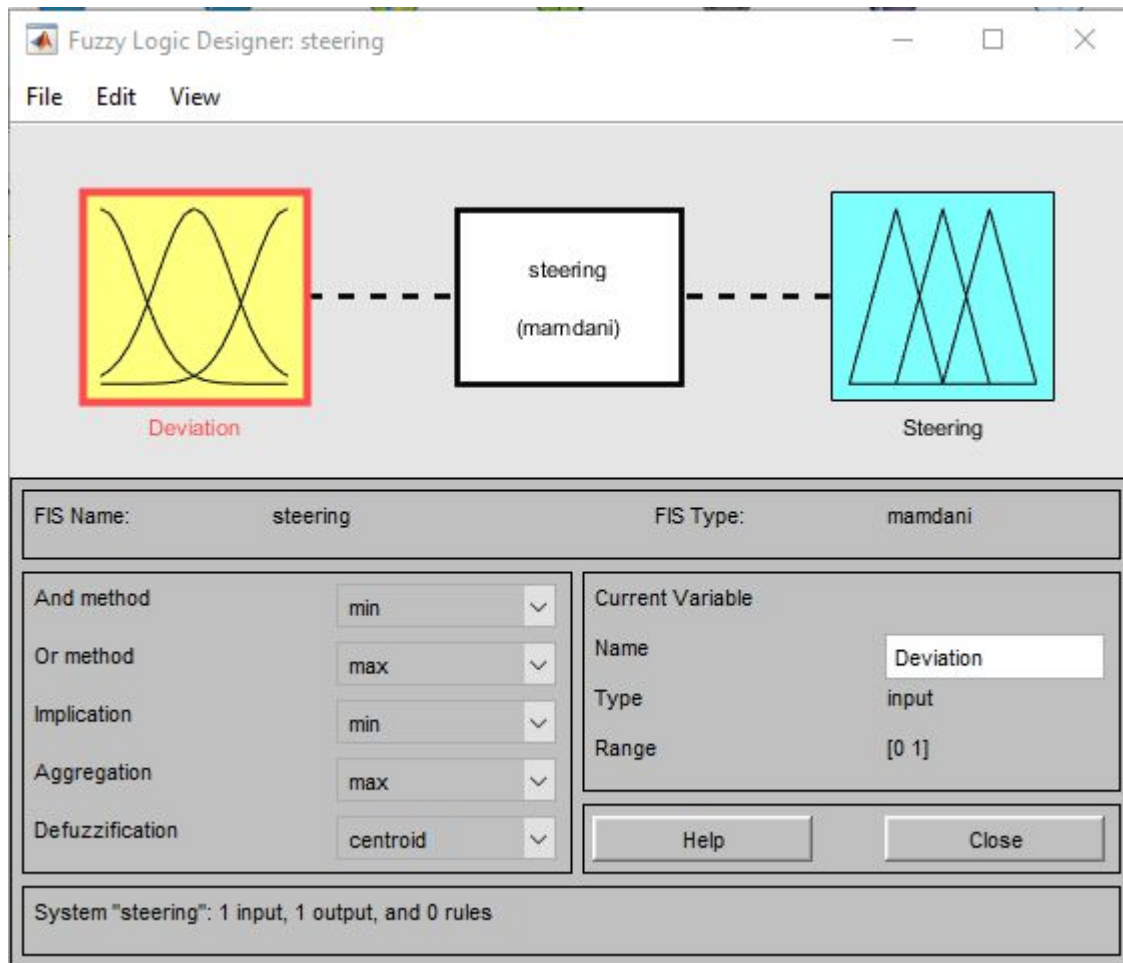 Fuzzy Logic Designer: steering
File Edit View
steering
(mamdani)
Deviation
Steering
FIS Name: steering FIS Type: mamdani
And method min
Or method max
Implication min
Aggregation max
Defuzzification centroid
Current Variable
Name Deviation
Type input
Range [0 1]
Help Close
System "steering": 1 input, 1 output, and 0 rules